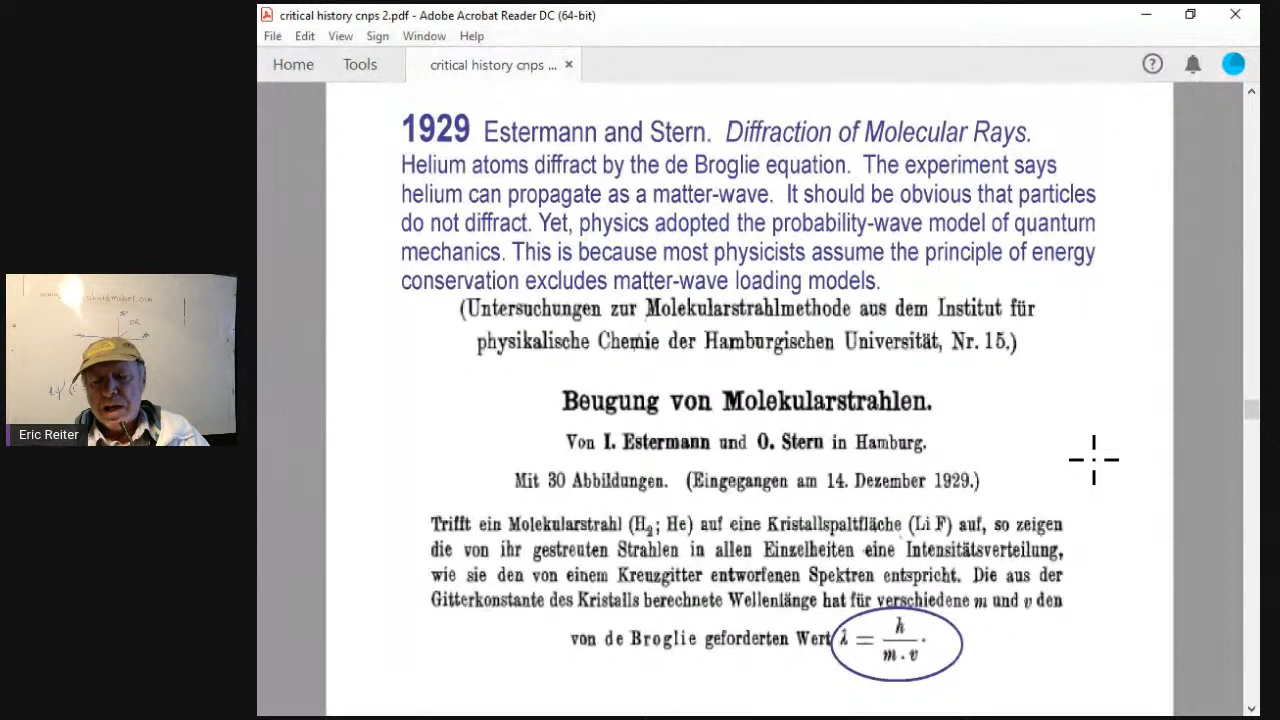 critical history cnps 2.pdf - Adobe Acrobat Reader DC (64-bit)
File Edit View Sign Window Help
Home Tools critical history cnps ... ×
1929 Estermann and Stern. Diffraction of Molecular Rays.
Helium atoms diffract by the de Broglie equation. The experiment says
helium can propagate as a matter-wave. It should be obvious that particles
do not diffract. Yet, physics adopted the probability-wave model of quantum
mechanics. This is because most physicists assume the principle of energy
conservation excludes matter-wave loading models.
(Untersuchungen zur Molekularstrahlmethode aus dem Institut für
physikalische Chemie der Hamburgischen Universität, Nr. 15.)
Beugung von Molekularstrahlen.
Von I. Estermann und O. Stern in Hamburg.
Mit 30 Abbildungen. (Eingegangen am 14. Dezember 1929.)
Trifft ein Molekularstrahl (H₂; He) auf eine Kristallspaltfläche (Li F) auf, so zeigen
die von ihr gestreuten Strahlen in allen Einzelheiten eine Intensitätsverteilung,
wie sie den von einem Kreuzgitter entworfenen Spektren entspricht. Die aus der
Gitterkonstante des Kristalls berechnete Wellenlänge hat für verschiedene m und v den
von de Broglie geforderten Wert λ = h / m · v ·
Eric Reiter